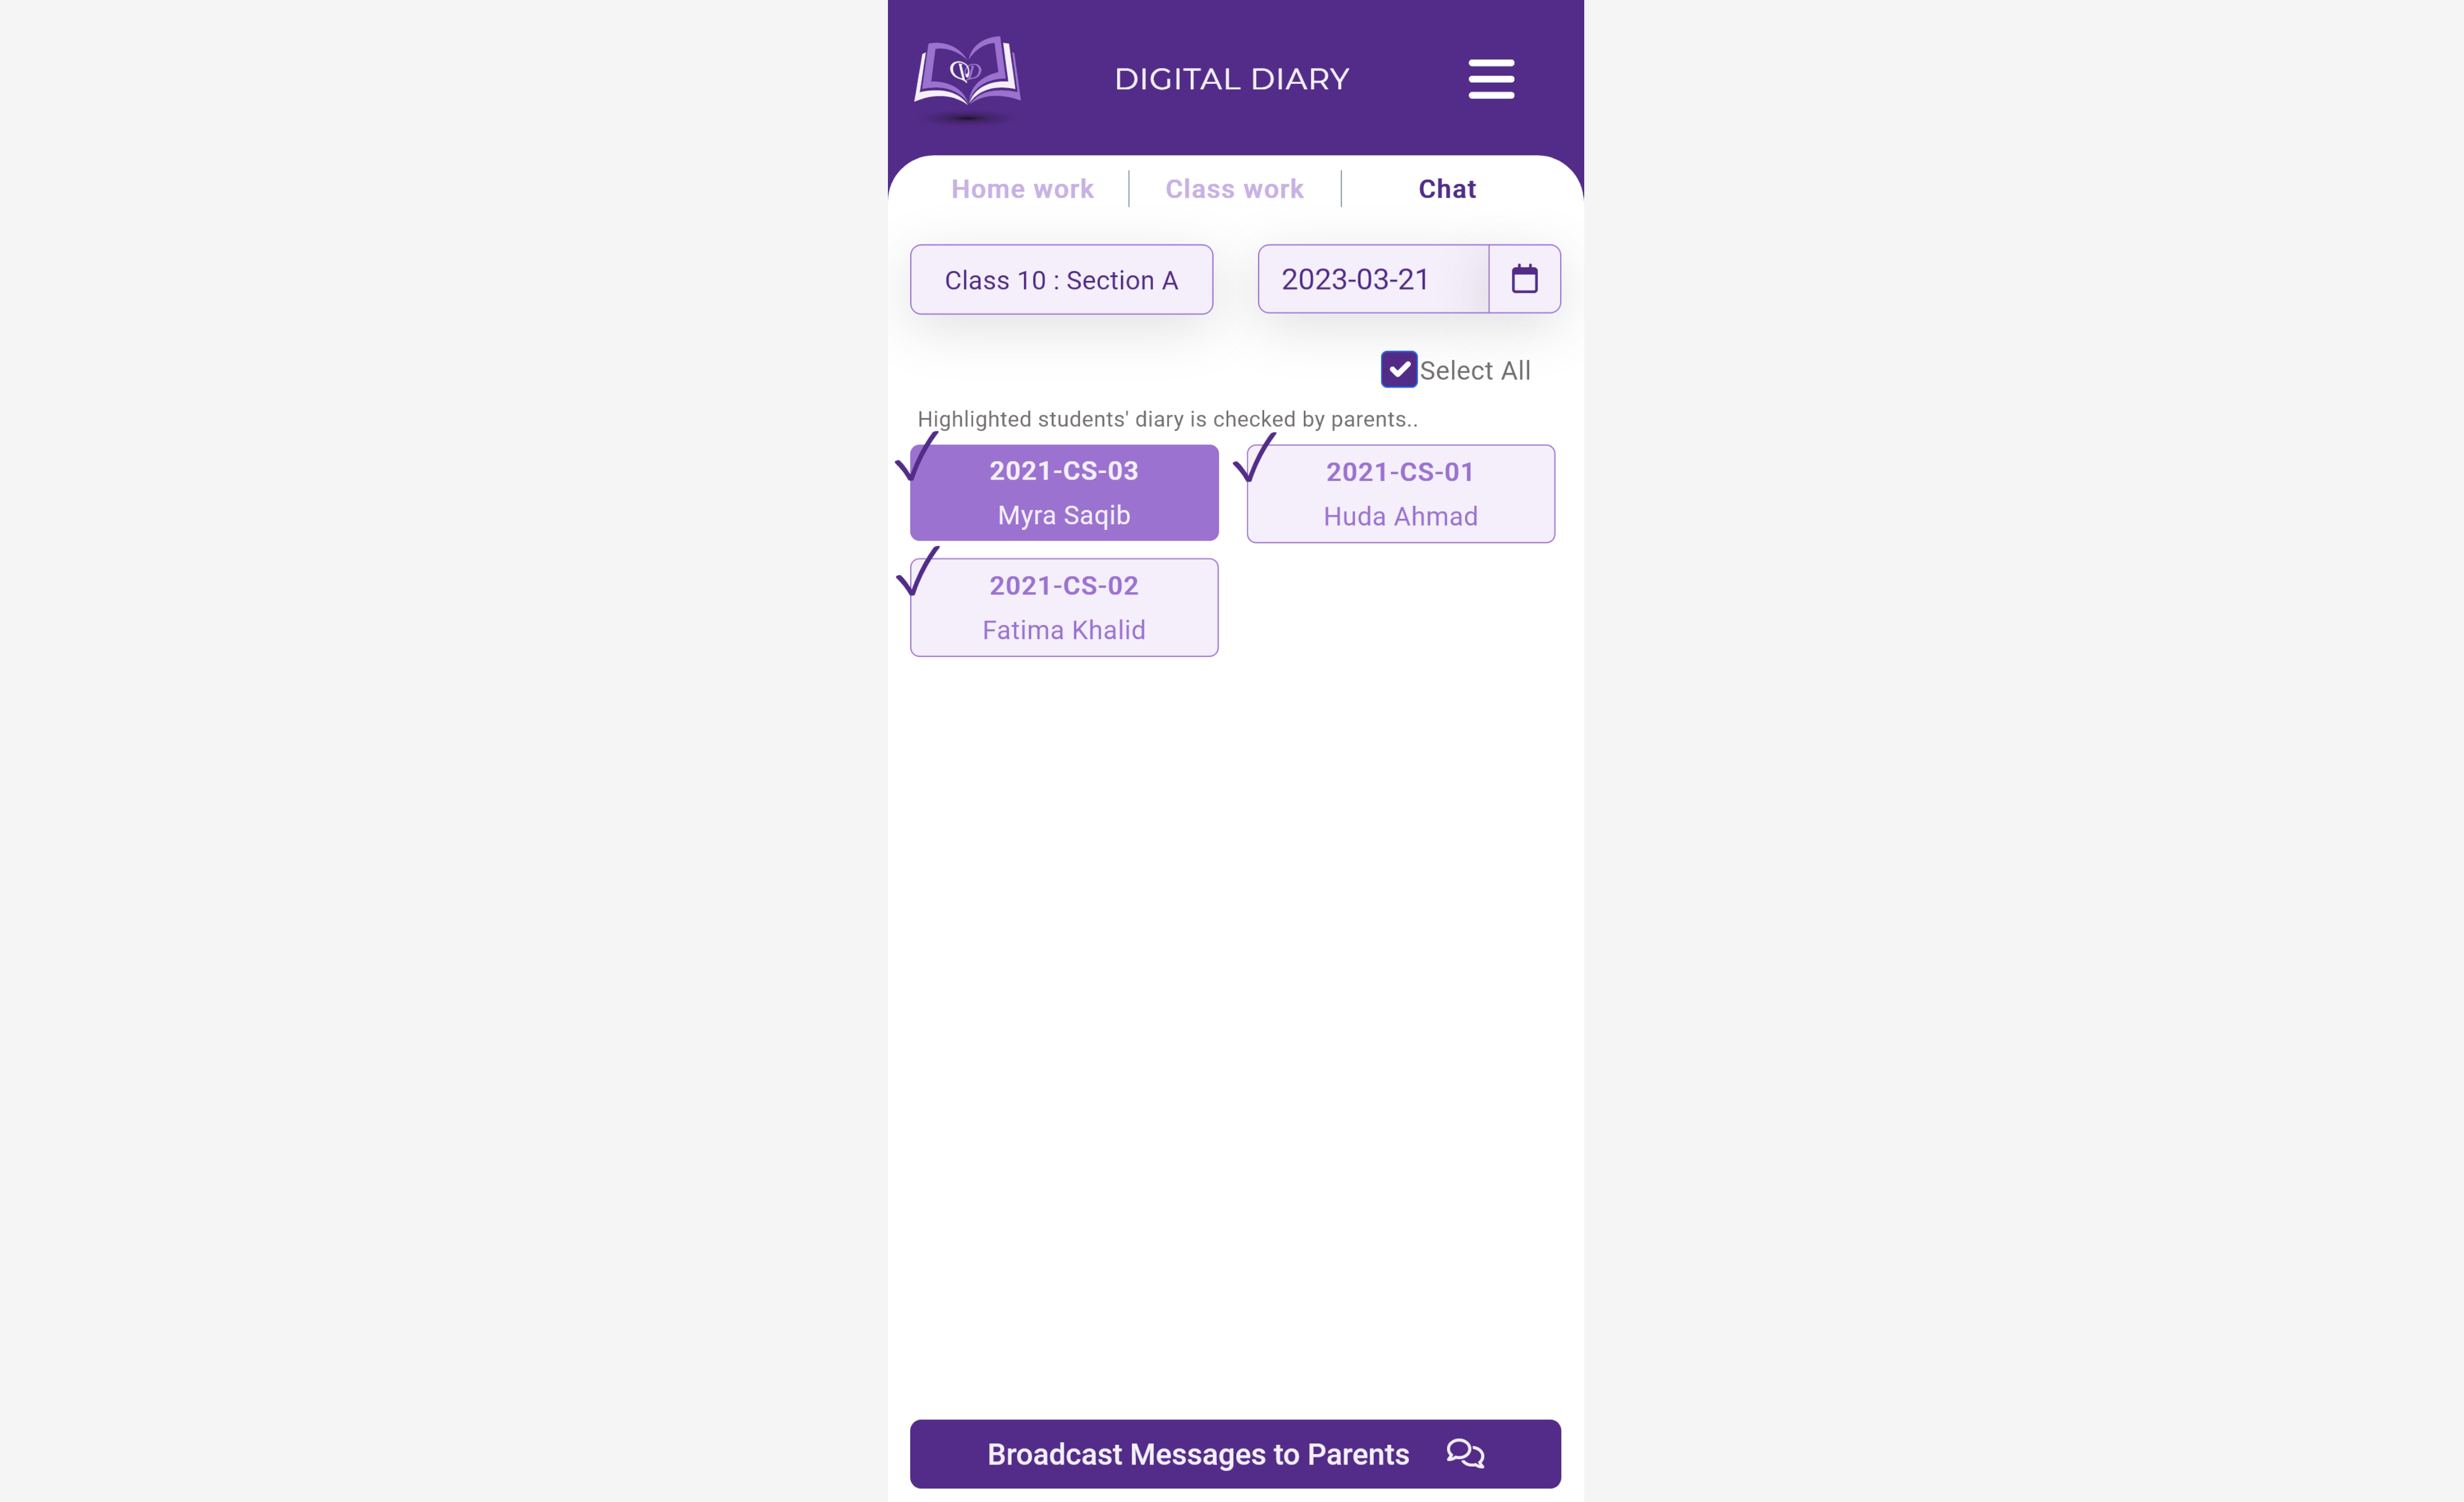 DIGITAL DIARY
Home work
Class work
Chat
Class 10 : Section A
2023-03-21
Select All
Highlighted students' diary is checked by parents..
2021-CS-03
Myra Saqib
2021-CS-01
Huda Ahmad
2021-CS-02
Fatima Khalid
Broadcast Messages to Parents